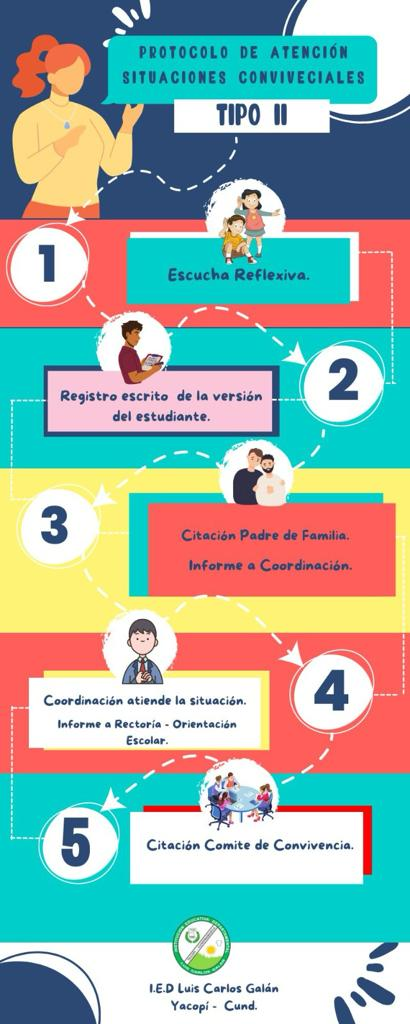 PROTOCOLO DE ATENCIÓN
SITUACIONES CONVIVECIALES
TIPO II
1
Escucha Reflexiva.
2
Registro escrito de la versión
del estudiante.
3
Citación Padre de Familia.
Informe a Coordinación.
4
Coordinación atiende la situación.
Informe a Rectoría - Orientación
Escolar.
5
Citación Comite de Convivencia.
I.E.D Luis Carlos Galán
Yacopí - Cund.